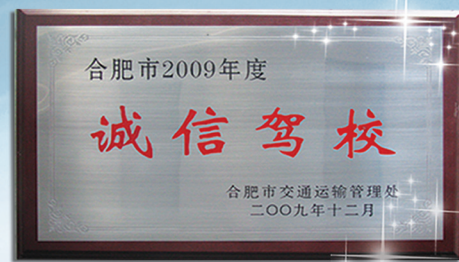 合肥市2009年度
诚信驾校
合肥市交通运输管理处
二〇〇九年十二月